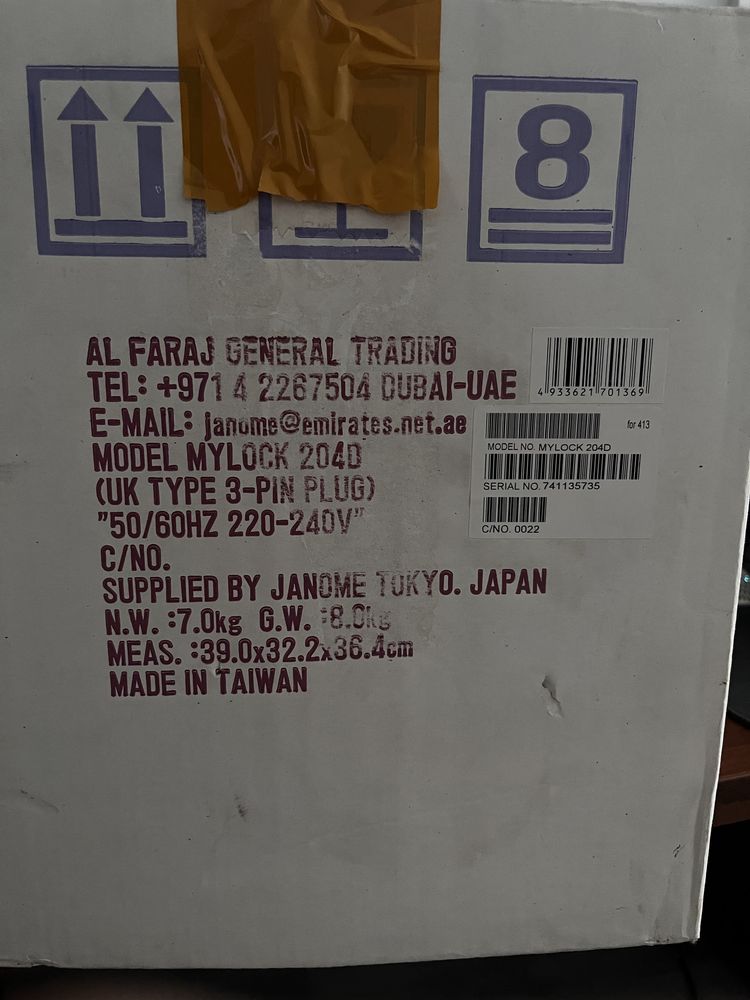 8
AL FARAJ GENERAL TRADING
TEL: +971 4 2267504 DUBAI-UAE
E-MAIL: janome@emirates.net.ae
MODEL MYLOCK 204D
(UK TYPE 3-PIN PLUG)
"50/60HZ 220-240V"
C/NO.
SUPPLIED BY JANOME TOKYO. JAPAN
N.W. :7.0kg G.W. :8.0kg
MEAS. :39.0x32.2x36.4cm
MADE IN TAIWAN
4 933621 701369
for 413
MODEL NO. MYLOCK 204D
SERIAL NO. 741135735
C/NO. 0022